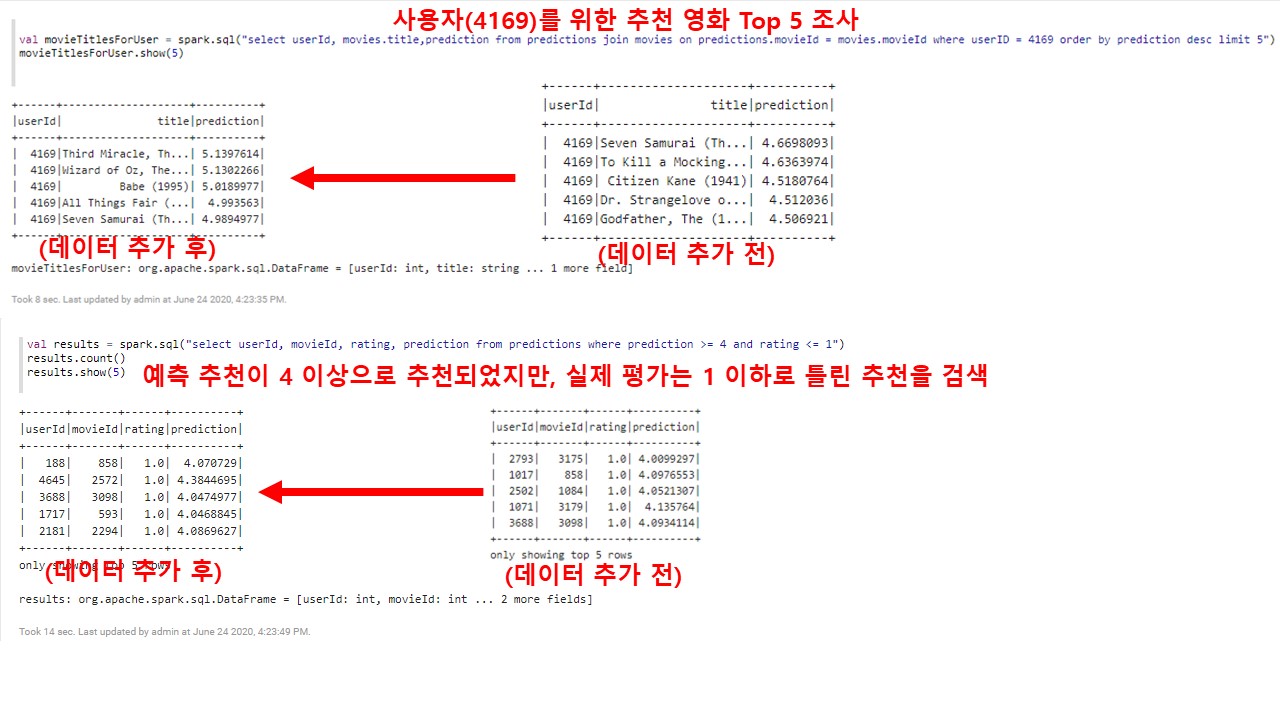 사용자(4169)를 위한 추천 영화 Top 5 조사
val movieTitlesForUser = spark.sql("select userId, movies.title,prediction from predictions join movies on predictions.movieId = movies.movieId where userID = 4169 order by prediction desc limit 5")
movieTitlesForUser.show(5)
+------+--------------------+----------+
|userId|               title|prediction|
+------+--------------------+----------+
|  4169|Third Miracle, Th...| 5.1397614|
|  4169|Wizard of Oz, The...| 5.1302266|
|  4169|         Babe (1995)| 5.0189977|
|  4169|All Things Fair (...|  4.993563|
|  4169|Seven Samurai (Th...| 4.9894977|
+------+--------------------+----------+
(데이터 추가 후)
+------+--------------------+----------+
|userId|               title|prediction|
+------+--------------------+----------+
|  4169|Seven Samurai (Th...| 4.6698093|
|  4169|To Kill a Mocking...| 4.6363974|
|  4169| Citizen Kane (1941)| 4.5180764|
|  4169|Dr. Strangelove o...|  4.512036|
|  4169|Godfather, The (1...|  4.506921|
+------+--------------------+----------+
(데이터 추가 전)
movieTitlesForUser: org.apache.spark.sql.DataFrame = [userId: int, title: string ... 1 more field]
Took 8 sec. Last updated by admin at June 24 2020, 4:23:35 PM.
val results = spark.sql("select userId, movieId, rating, prediction from predictions where prediction >= 4 and rating <= 1")
results.count()
results.show(5)
예측 추천이 4 이상으로 추천되었지만, 실제 평가는 1 이하로 틀린 추천을 검색
+------+-------+------+----------+
|userId|movieId|rating|prediction|
+------+-------+------+----------+
|   188|    858|   1.0|  4.070729|
|  4645|   2572|   1.0| 4.3844695|
|  3688|   3098|   1.0| 4.0474977|
|  1717|    593|   1.0| 4.0468845|
|  2181|   2294|   1.0| 4.0869627|
+------+-------+------+----------+
only showing top 5 rows
(데이터 추가 후)
+------+-------+------+----------+
|userId|movieId|rating|prediction|
+------+-------+------+----------+
|  2793|   3175|   1.0| 4.0099297|
|  1017|    858|   1.0| 4.0976553|
|  2502|   1084|   1.0| 4.0521307|
|  1071|   3179|   1.0|  4.135764|
|  3688|   3098|   1.0| 4.0934114|
+------+-------+------+----------+
only showing top 5 rows
(데이터 추가 전)
results: org.apache.spark.sql.DataFrame = [userId: int, movieId: int ... 2 more fields]
Took 14 sec. Last updated by admin at June 24 2020, 4:23:49 PM.